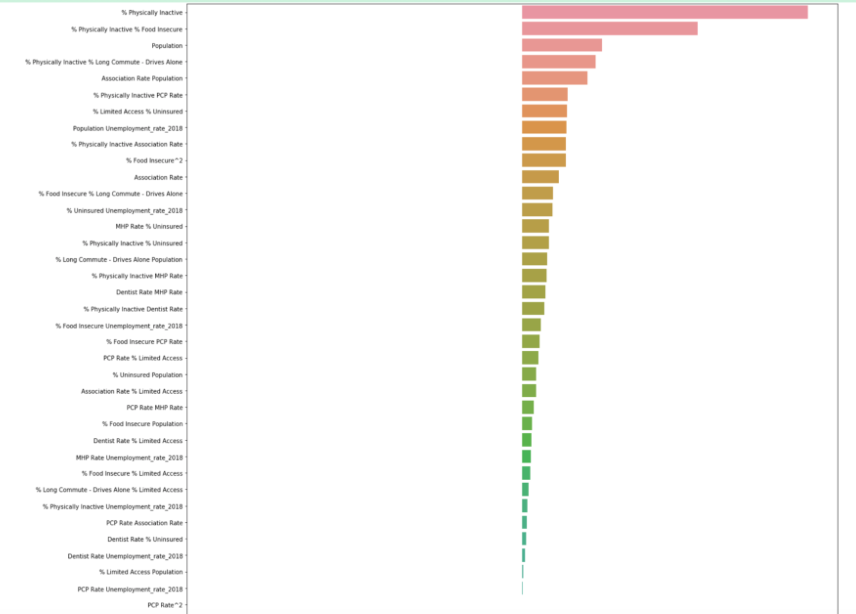 % Physically Inactive
% Physically Inactive % Food Insecure
Population
% Physically Inactive % Long Commute - Drives Alone
Association Rate Population
% Physically Inactive PCP Rate
% Limited Access % Uninsured
Population Unemployment_rate_2018
% Physically Inactive Association Rate
% Food Insecure^2
Association Rate
% Food Insecure % Long Commute - Drives Alone
% Uninsured Unemployment_rate_2018
MHP Rate % Uninsured
% Physically Inactive % Uninsured
% Long Commute - Drives Alone Population
% Physically Inactive MHP Rate
Dentist Rate MHP Rate
% Physically Inactive Dentist Rate
% Food Insecure Unemployment_rate_2018
% Food Insecure PCP Rate
PCP Rate % Limited Access
% Uninsured Population
Association Rate % Limited Access
PCP Rate MHP Rate
% Food Insecure Population
Dentist Rate % Limited Access
MHP Rate Unemployment_rate_2018
% Food Insecure % Limited Access
% Long Commute - Drives Alone % Limited Access
% Physically Inactive Unemployment_rate_2018
PCP Rate Association Rate
Dentist Rate % Uninsured
Dentist Rate Unemployment_rate_2018
% Limited Access Population
PCP Rate Unemployment_rate_2018
PCP Rate^2